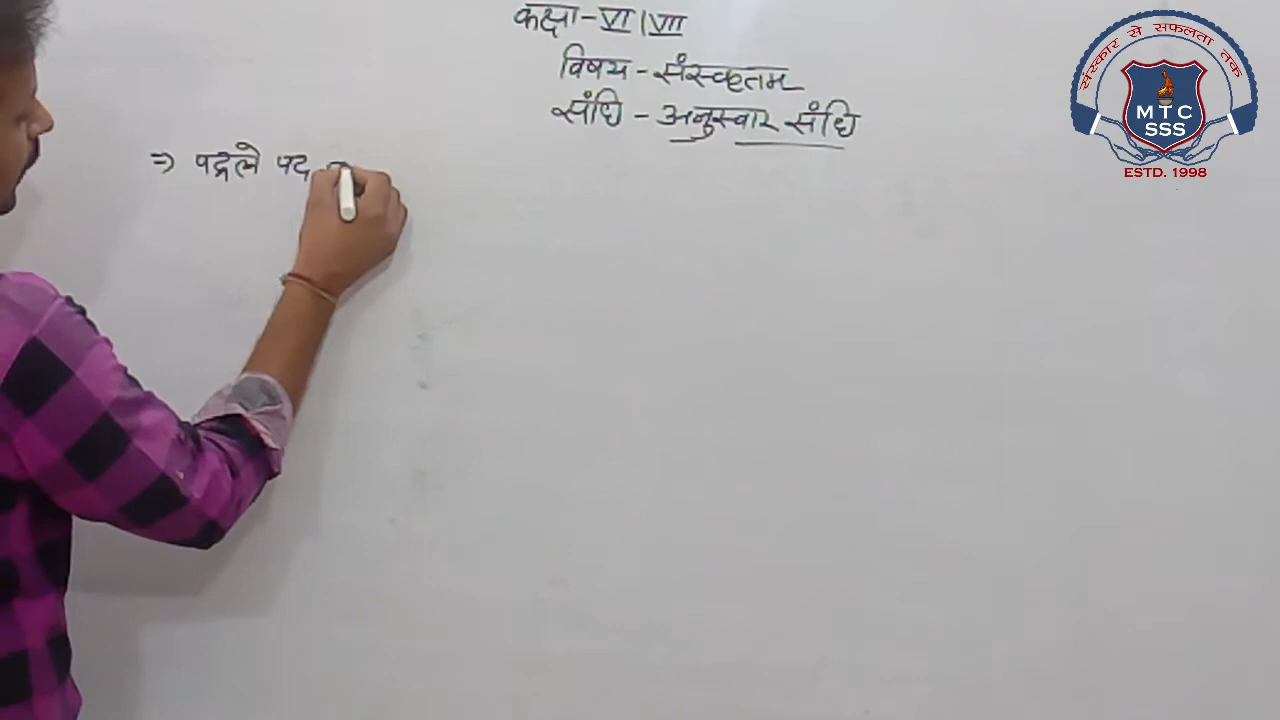 कक्षा - VI / VII
विषय - संस्कृतम
संधि - अनुस्वार संधि
⇒ पहले पद
संस्कार से सफलता तक
MTC
SSS
ESTD. 1998